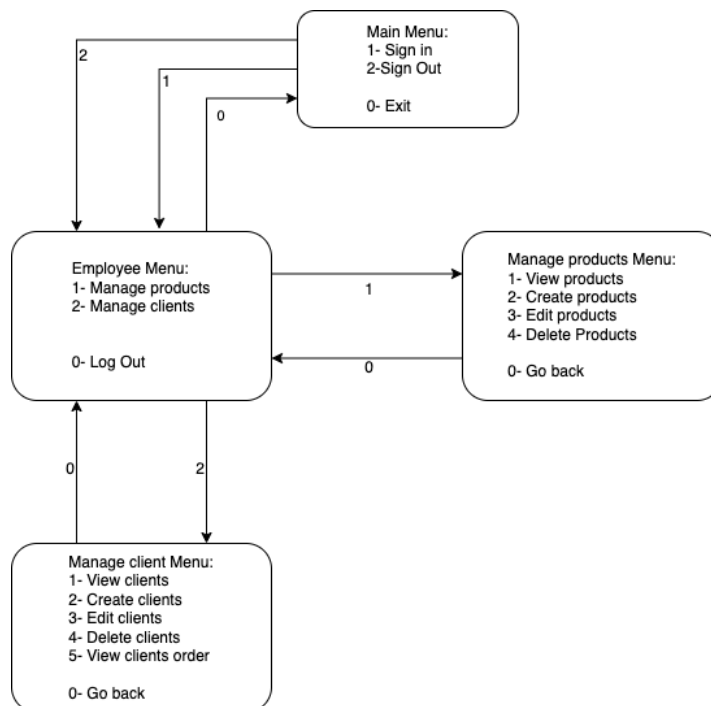 Main Menu:
1- Sign in
2-Sign Out
0- Exit
2
1
0
Employee Menu:
1- Manage products
2- Manage clients
0- Log Out
1
0
Manage products Menu:
1- View products
2- Create products
3- Edit products
4- Delete Products
0- Go back
0
2
Manage client Menu:
1- View clients
2- Create clients
3- Edit clients
4- Delete clients
5- View clients order
0- Go back